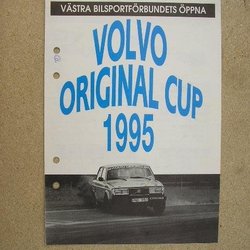 VÄSTRA BILSPORTFÖRBUNDETS ÖPPNA
VOLVO
ORIGINAL CUP
1995